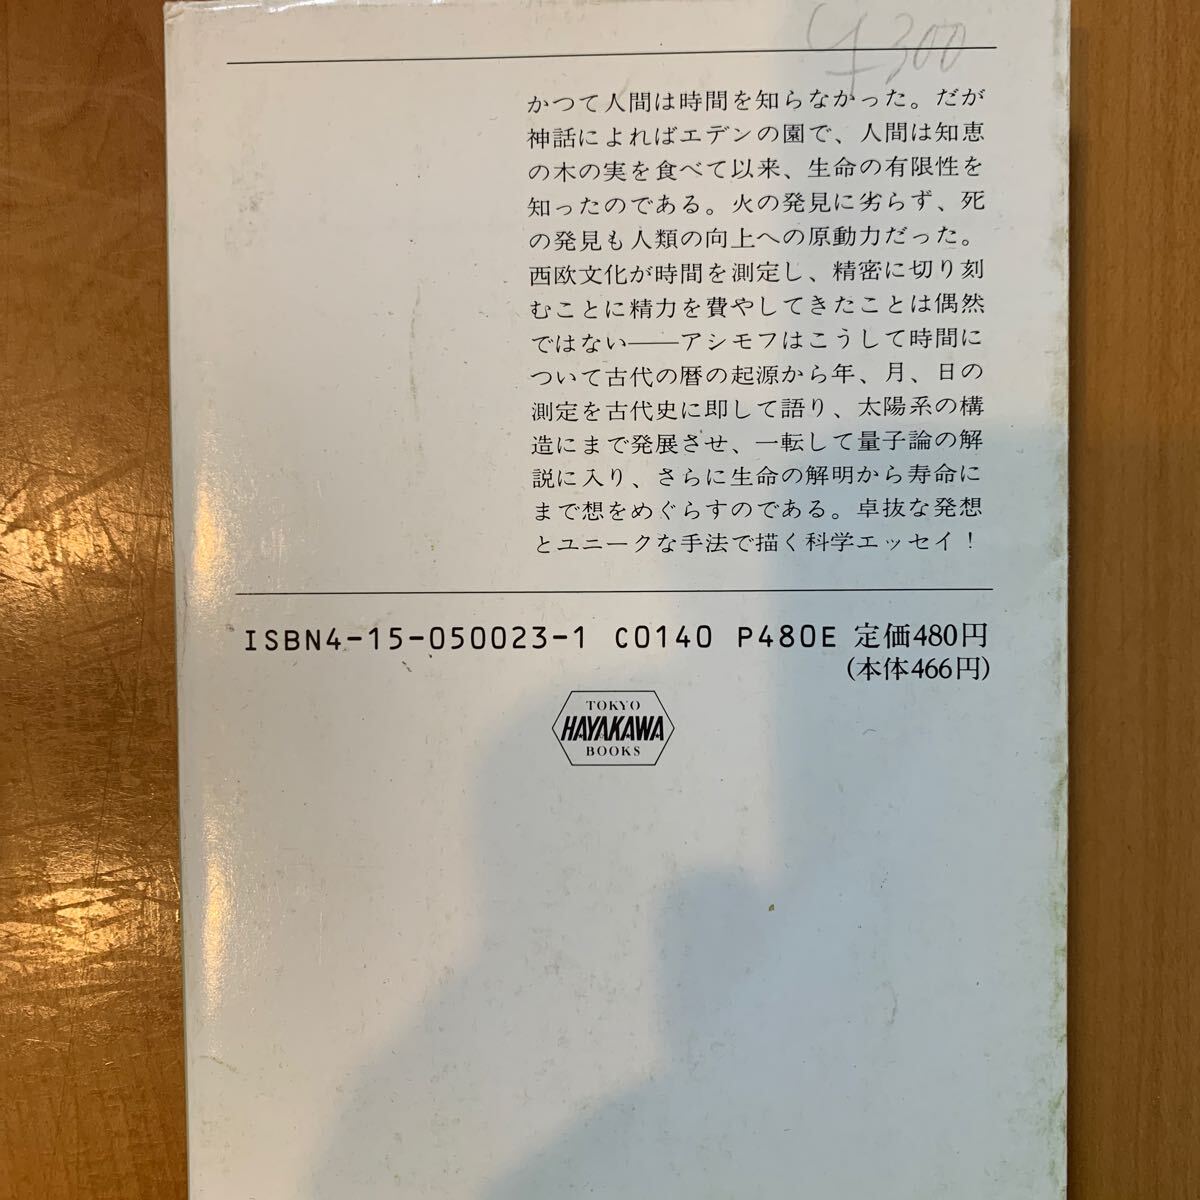 ¥300
かつて人間は時間を知らなかった。だが
神話によればエデンの園で、人間は知恵
の木の実を食べて以来、生命の有限性を
知ったのである。火の発見に劣らず、死
の発見も人類の向上への原動力だった。
西欧文化が時間を測定し、精密に切り刻
むことに精力を費やしてきたことは偶然
ではない――アシモフはこうして時間に
ついて古代の暦の起源から年、月、日の
測定を古代史に即して語り、太陽系の構
造にまで発展させ、一転して量子論の解
説に入り、さらに生命の解明から寿命に
まで想をめぐらすのである。卓抜な発想
とユニークな手法で描く科学エッセイ！
ISBN4-15-050023-1 C0140 P480E 定価480円
(本体466円)
TOKYO
HAYAKAWA
BOOKS